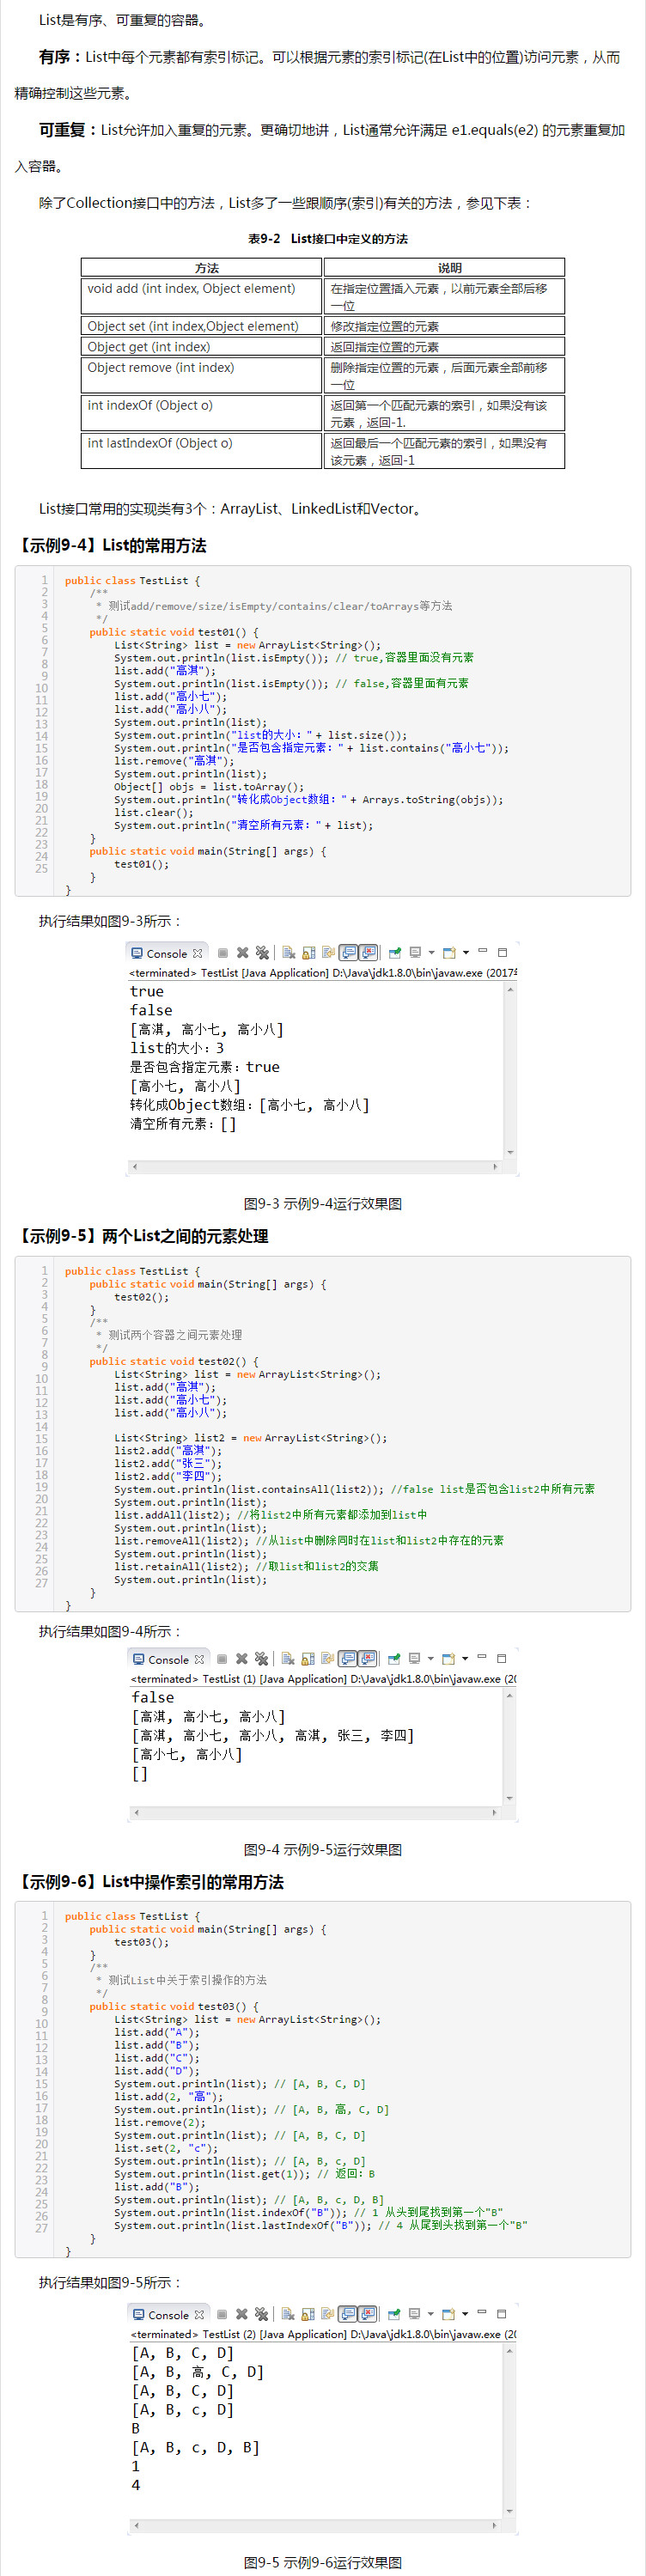 List是有序、可重复的容器。
有序：List中每个元素都有索引标记。可以根据元素的索引标记(在List中的位置)访问元素，从而
精确控制这些元素。
可重复：List允许加入重复的元素。更确切地讲，List通常允许满足 e1.equals(e2) 的元素重复加
入容器。
除了Collection接口中的方法，List多了一些跟顺序(索引)有关的方法，参见下表：
表9-2 List接口中定义的方法
方法 说明
void add (int index, Object element) 在指定位置插入元素，以前元素全部后移
一位
Object set (int index,Object element) 修改指定位置的元素
Object get (int index) 返回指定位置的元素
Object remove (int index) 删除指定位置的元素，后面元素全部前移
一位
int indexOf (Object o) 返回第一个匹配元素的索引，如果没有该
元素，返回-1.
int lastIndexOf (Object o) 返回最后一个匹配元素的索引，如果没有
该元素，返回-1
List接口常用的实现类有3个：ArrayList、LinkedList和Vector。
【示例9-4】List的常用方法
1 public class TestList {
2 /**
3 * 测试add/remove/size/isEmpty/contains/clear/toArrays等方法
4 */
5 public static void test01() {
6 List<String> list = new ArrayList<String>();
7 System.out.println(list.isEmpty()); // true,容器里面没有元素
8 list.add("高淇");
9 System.out.println(list.isEmpty()); // false,容器里面有元素
10 list.add("高小七");
11 list.add("高小八");
12 System.out.println(list);
13 System.out.println("list的大小：" + list.size());
14 System.out.println("是否包含指定元素：" + list.contains("高小七"));
15 list.remove("高淇");
16 System.out.println(list);
17 Object[] objs = list.toArray();
18 System.out.println("转化成Object数组：" + Arrays.toString(objs));
19 list.clear();
20 System.out.println("清空所有元素：" + list);
21 }
22 public static void main(String[] args) {
23 test01();
24 }
25 }
执行结果如图9-3所示：
Console
<terminated> TestList [Java Application] D:\Java\jdk1.8.0\bin\javaw.exe (2017年
true
false
[高淇, 高小七, 高小八]
list的大小：3
是否包含指定元素：true
[高小七, 高小八]
转化成Object数组：[高小七, 高小八]
清空所有元素：[]
图9-3 示例9-4运行效果图
【示例9-5】两个List之间的元素处理
1 public class TestList {
2 public static void main(String[] args) {
3 test02();
4 }
5 /**
6 * 测试两个容器之间元素处理
7 */
8 public static void test02() {
9 List<String> list = new ArrayList<String>();
10 list.add("高淇");
11 list.add("高小七");
12 list.add("高小八");
13
14 List<String> list2 = new ArrayList<String>();
15 list2.add("高淇");
16 list2.add("张三");
17 list2.add("李四");
18 System.out.println(list.containsAll(list2)); //false list是否包含list2中所有元素
19 System.out.println(list);
20 list.addAll(list2); //将list2中所有元素都添加到list中
21 System.out.println(list);
22 list.removeAll(list2); //从list中删除同时在list和list2中存在的元素
23 System.out.println(list);
24 list.retainAll(list2); //取list和list2的交集
25 System.out.println(list);
26 }
27 }
执行结果如图9-4所示：
Console
<terminated> TestList (1) [Java Application] D:\Java\jdk1.8.0\bin\javaw.exe (20
false
[高淇, 高小七, 高小八]
[高淇, 高小七, 高小八, 高淇, 张三, 李四]
[高小七, 高小八]
[]
图9-4 示例9-5运行效果图
【示例9-6】List中操作索引的常用方法
1 public class TestList {
2 public static void main(String[] args) {
3 test03();
4 }
5 /**
6 * 测试List中关于索引操作的方法
7 */
8 public static void test03() {
9 List<String> list = new ArrayList<String>();
10 list.add("A");
11 list.add("B");
12 list.add("C");
13 list.add("D");
14 System.out.println(list); // [A, B, C, D]
15 list.add(2, "高");
16 System.out.println(list); // [A, B, 高, C, D]
17 list.remove(2);
18 System.out.println(list); // [A, B, C, D]
19 list.set(2, "c");
20 System.out.println(list); // [A, B, c, D]
21 System.out.println(list.get(1)); // 返回：B
22 list.add("B");
23 System.out.println(list); // [A, B, c, D, B]
24 System.out.println(list.indexOf("B")); // 1 从头到尾找到第一个"B"
25 System.out.println(list.lastIndexOf("B")); // 4 从尾到头找到第一个"B"
26 }
27 }
执行结果如图9-5所示：
Console
<terminated> TestList (2) [Java Application] D:\Java\jdk1.8.0\bin\javaw.exe (20
[A, B, C, D]
[A, B, 高, C, D]
[A, B, C, D]
[A, B, c, D]
B
[A, B, c, D, B]
1
4
图9-5 示例9-6运行效果图